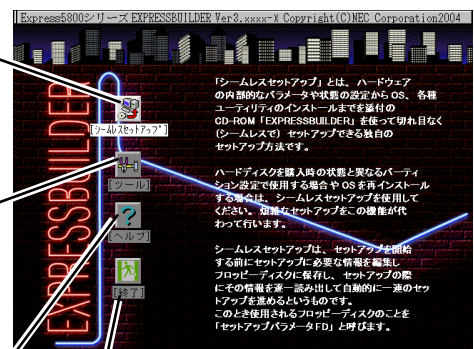 Express5800シリーズ EXPRESSBUILDER Ver3.xxxx-X Copyright(C)NEC Corporation2004
EXPRESSBUILDER
[シームレスセットアップ]
[ツール]
[ヘルプ]
[終了]
「シームレスセットアップ」とは、ハードウェア
の内部的なパラメータや状態の設定から OS、各種
ユーティリティのインストールまでを添付の
CD-ROM「EXPRESSBUILDER」を使って切れ目なく
(シームレスで) セットアップできる独自の
セットアップ方法です。
ハードディスクを購入時の状態と異なるパーティ
ション設定で使用する場合や OS を再インストール
する場合は、シームレスセットアップを使用して
ください。煩雑なセットアップをこの機能が代
わって行います。
シームレスセットアップは、セットアップを開始
する前にセットアップに必要な情報を編集し
フロッピーディスクに保存し、セットアップの際
にその情報を逐一読み出して自動的に一連のセッ
トアップを進めるというものです。
このとき使用されるフロッピーディスクのことを
「セットアップパラメータFD」と呼びます。